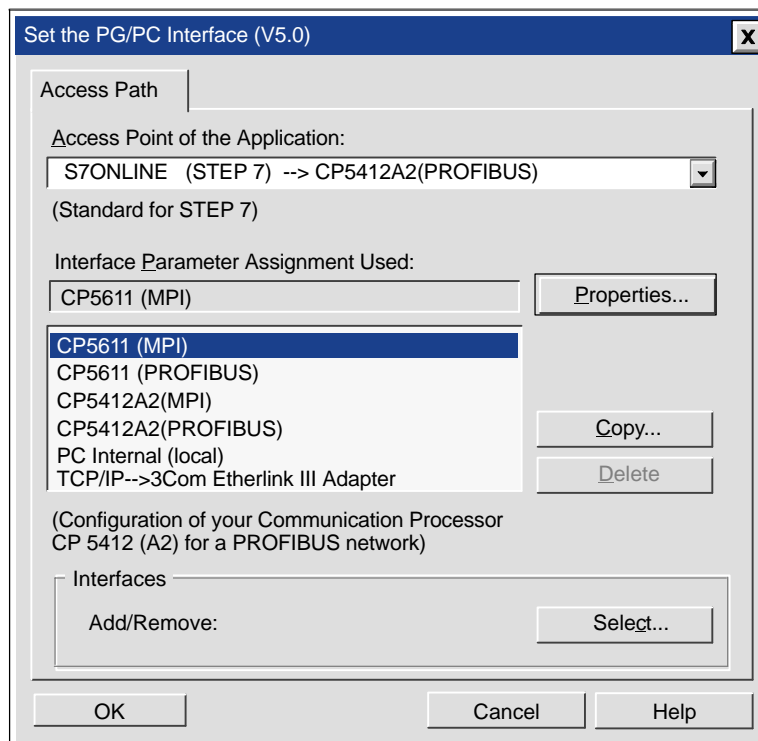 Set the PG/PC Interface (V5.0)
X
Access Path
Access Point of the Application:
S7ONLINE (STEP 7) --> CP5412A2(PROFIBUS)
(Standard for STEP 7)
Interface Parameter Assignment Used:
CP5611 (MPI)
Properties...
CP5611 (MPI)
CP5611 (PROFIBUS)
CP5412A2(MPI)
CP5412A2(PROFIBUS)
PC Internal (local)
TCP/IP-->3Com Etherlink III Adapter
Copy...
Delete
(Configuration of your Communication Processor
CP 5412 (A2) for a PROFIBUS network)
Interfaces
Add/Remove:
Select...
OK
Cancel
Help